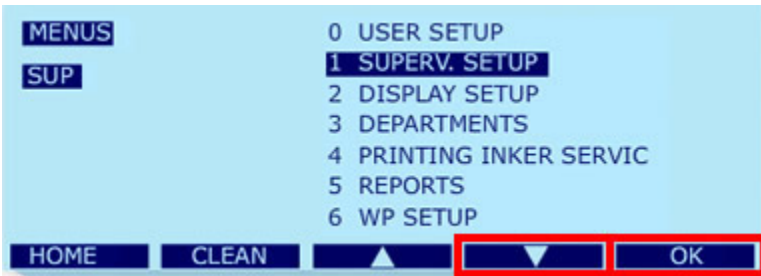 MENUS
SUP
0 USER SETUP
1 SUPERV. SETUP
2 DISPLAY SETUP
3 DEPARTMENTS
4 PRINTING INKER SERVIC
5 REPORTS
6 WP SETUP
HOME CLEAN ▲ ▼ OK